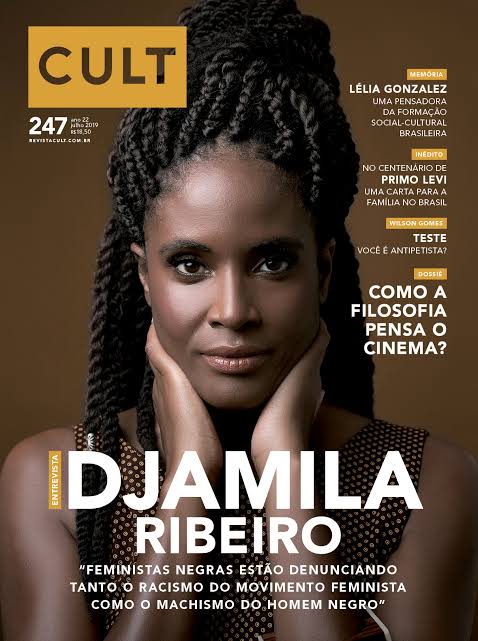 CULT
247
ano 22
julho 2019
R$18,50
REVISTACULT.COM.BR
MEMÓRIA
LÉLIA GONZALEZ
UMA PENSADORA
DA FORMAÇÃO
SOCIAL-CULTURAL
BRASILEIRA
INÉDITO
NO CENTENÁRIO DE
PRIMO LEVI
UMA CARTA PARA A
FAMÍLIA NO BRASIL
WILSON GOMES
TESTE
VOCÊ É ANTIPETISTA?
DOSSIÊ
COMO A
FILOSOFIA
PENSA O
CINEMA?
ENTREVISTA
DJAMILA
RIBEIRO
“FEMINISTAS NEGRAS ESTÃO DENUNCIANDO
TANTO O RACISMO DO MOVIMENTO FEMINISTA
COMO O MACHISMO DO HOMEM NEGRO”